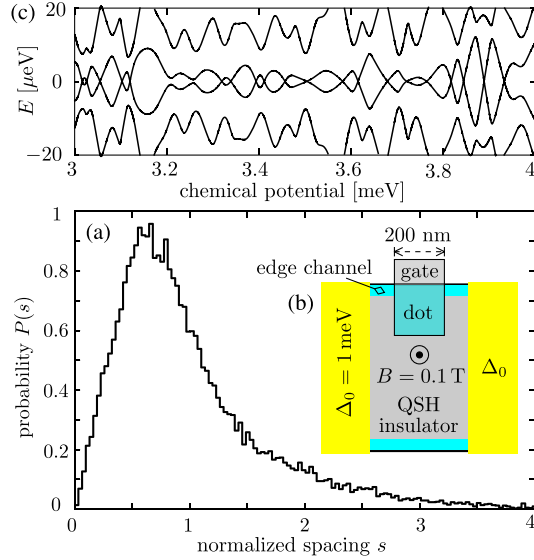 (c)
20
0
−20
E [μeV]
3
3.2
3.4
3.6
3.8
4
chemical potential [meV]
(a)
1
0.8
0.6
0.4
0.2
0
probability P(s)
0
1
2
3
4
normalized spacing s
200 nm
edge channel
gate
(b)
dot
Δ₀ = 1 meV
Δ₀
B = 0.1 T
QSH
insulator